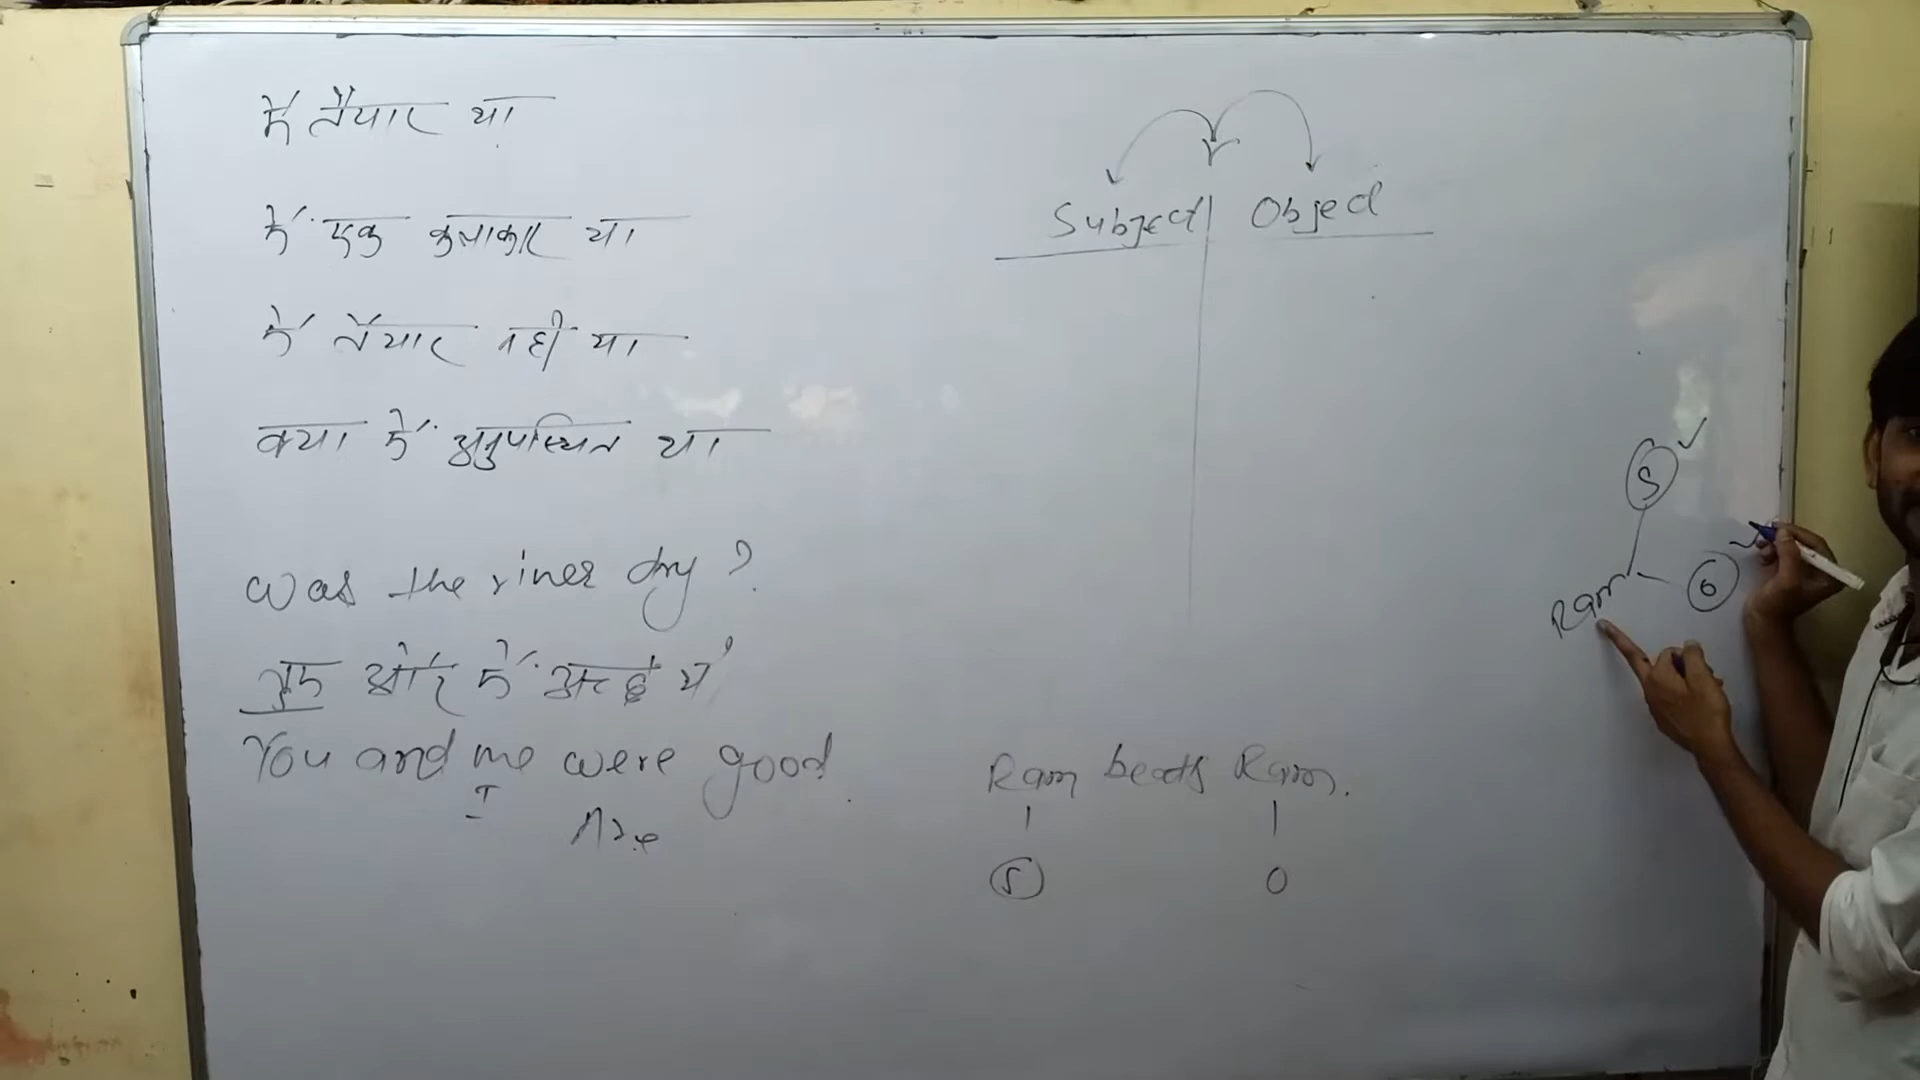 मैं तैयार था
मैं एक कलाकार था
मैं तैयार नही था
क्या मैं अनुपस्थित था
Was the river dry ?
तुम और मैं अच्छे थे
You and me were good.
I
Are
Subject Object
S
Ram
Ram beats Ram.
S O